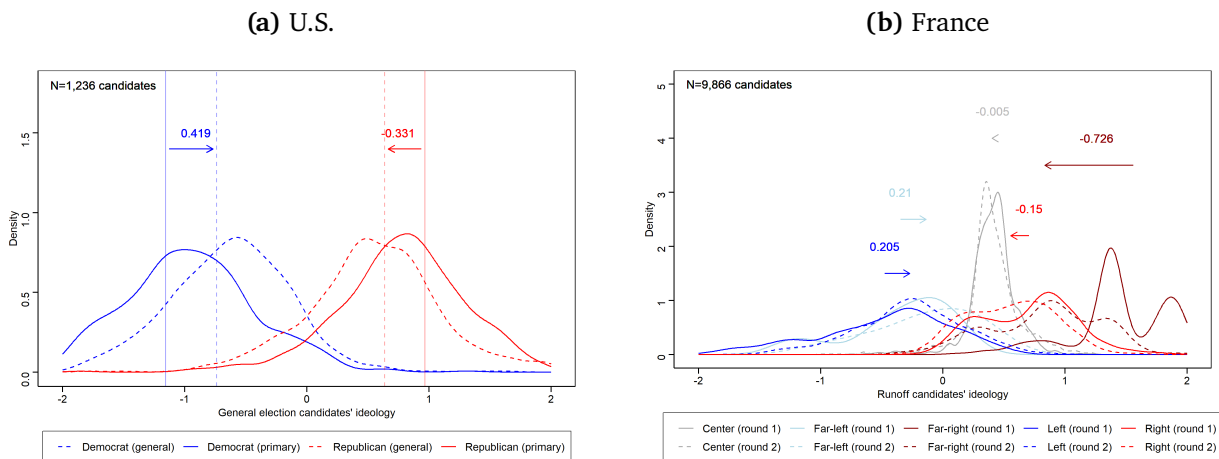 (a) U.S.
N=1,236 candidates
0.419
-0.331
Density
0.0
0.5
1.0
1.5
-2
-1
0
1
2
General election candidates' ideology
Democrat (general)
Democrat (primary)
Republican (general)
Republican (primary)
(b) France
N=9,866 candidates
-0.005
-0.726
0.21
-0.15
0.205
Density
0
1
2
3
4
5
-2
-1
0
1
2
Runoff candidates' ideology
Center (round 1)
Far-left (round 1)
Far-right (round 1)
Left (round 1)
Right (round 1)
Center (round 2)
Far-left (round 2)
Far-right (round 2)
Left (round 2)
Right (round 2)